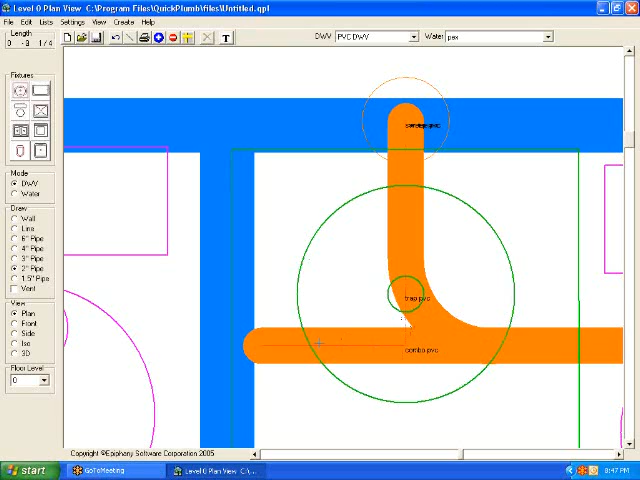 Level 0 Plan View C:\Program Files\QuickPlumb\files\Untitled.qpl
File Edit Lists Settings View Create Help
Length
0 - 8 1/4
DWV PVC DWV Water pex
T
Fixtures
Mode
DWV
Water
Draw
Wall
Line
6" Pipe
4" Pipe
3" Pipe
2" Pipe
1.5" Pipe
Vent
View
Plan
Front
Side
Iso
3D
Floor Level
0
trap pvc
combo pvc
Copyright ©Epiphany Software Corporation 2005
start GoToMeeting Level 0 Plan View C:\... 8:47 PM